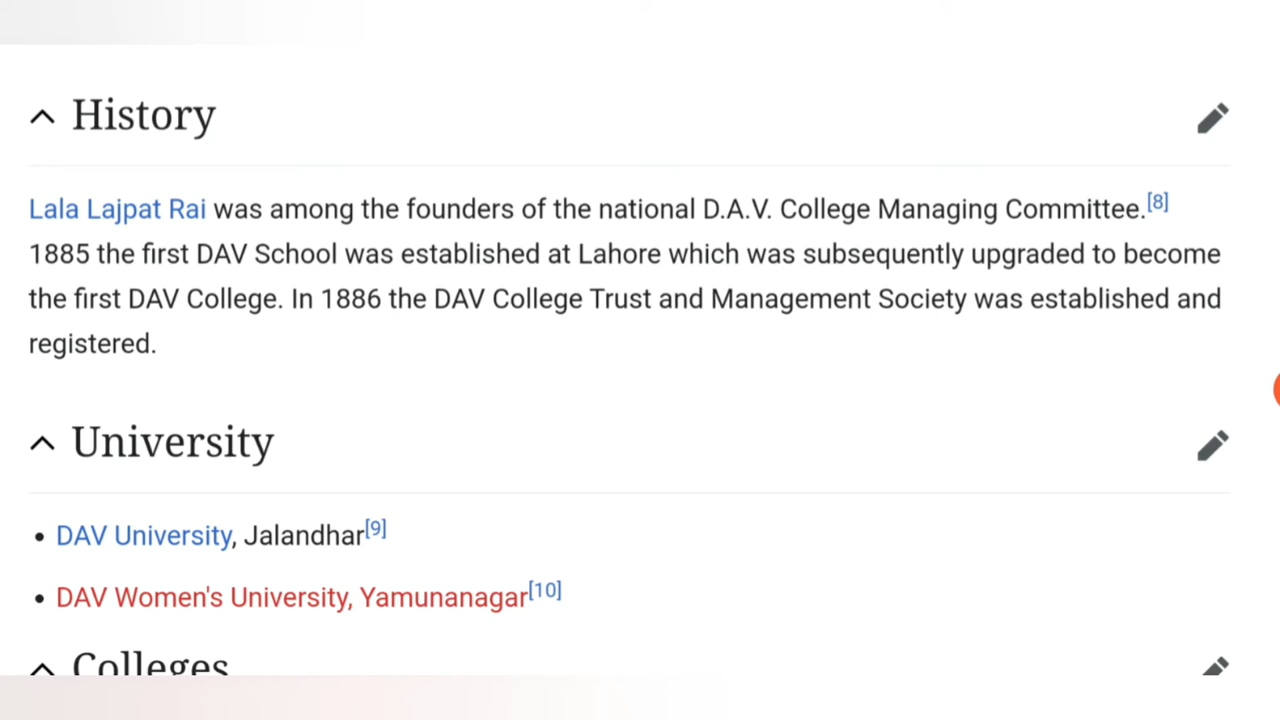 History
Lala Lajpat Rai was among the founders of the national D.A.V. College Managing Committee.[8]
1885 the first DAV School was established at Lahore which was subsequently upgraded to become
the first DAV College. In 1886 the DAV College Trust and Management Society was established and
registered.
University
• DAV University, Jalandhar[9]
• DAV Women's University, Yamunanagar[10]
Colleges